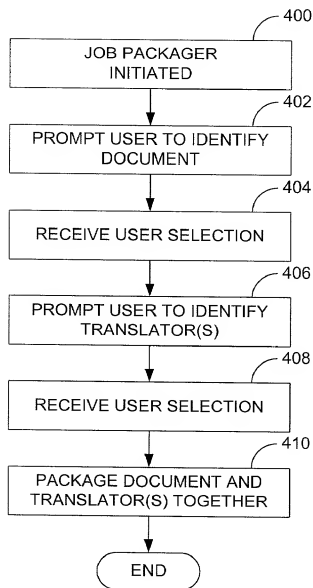 400
JOB PACKAGER
INITIATED
402
PROMPT USER TO IDENTIFY
DOCUMENT
404
RECEIVE USER SELECTION
406
PROMPT USER TO IDENTIFY
TRANSLATOR(S)
408
RECEIVE USER SELECTION
410
PACKAGE DOCUMENT AND
TRANSLATOR(S) TOGETHER
END